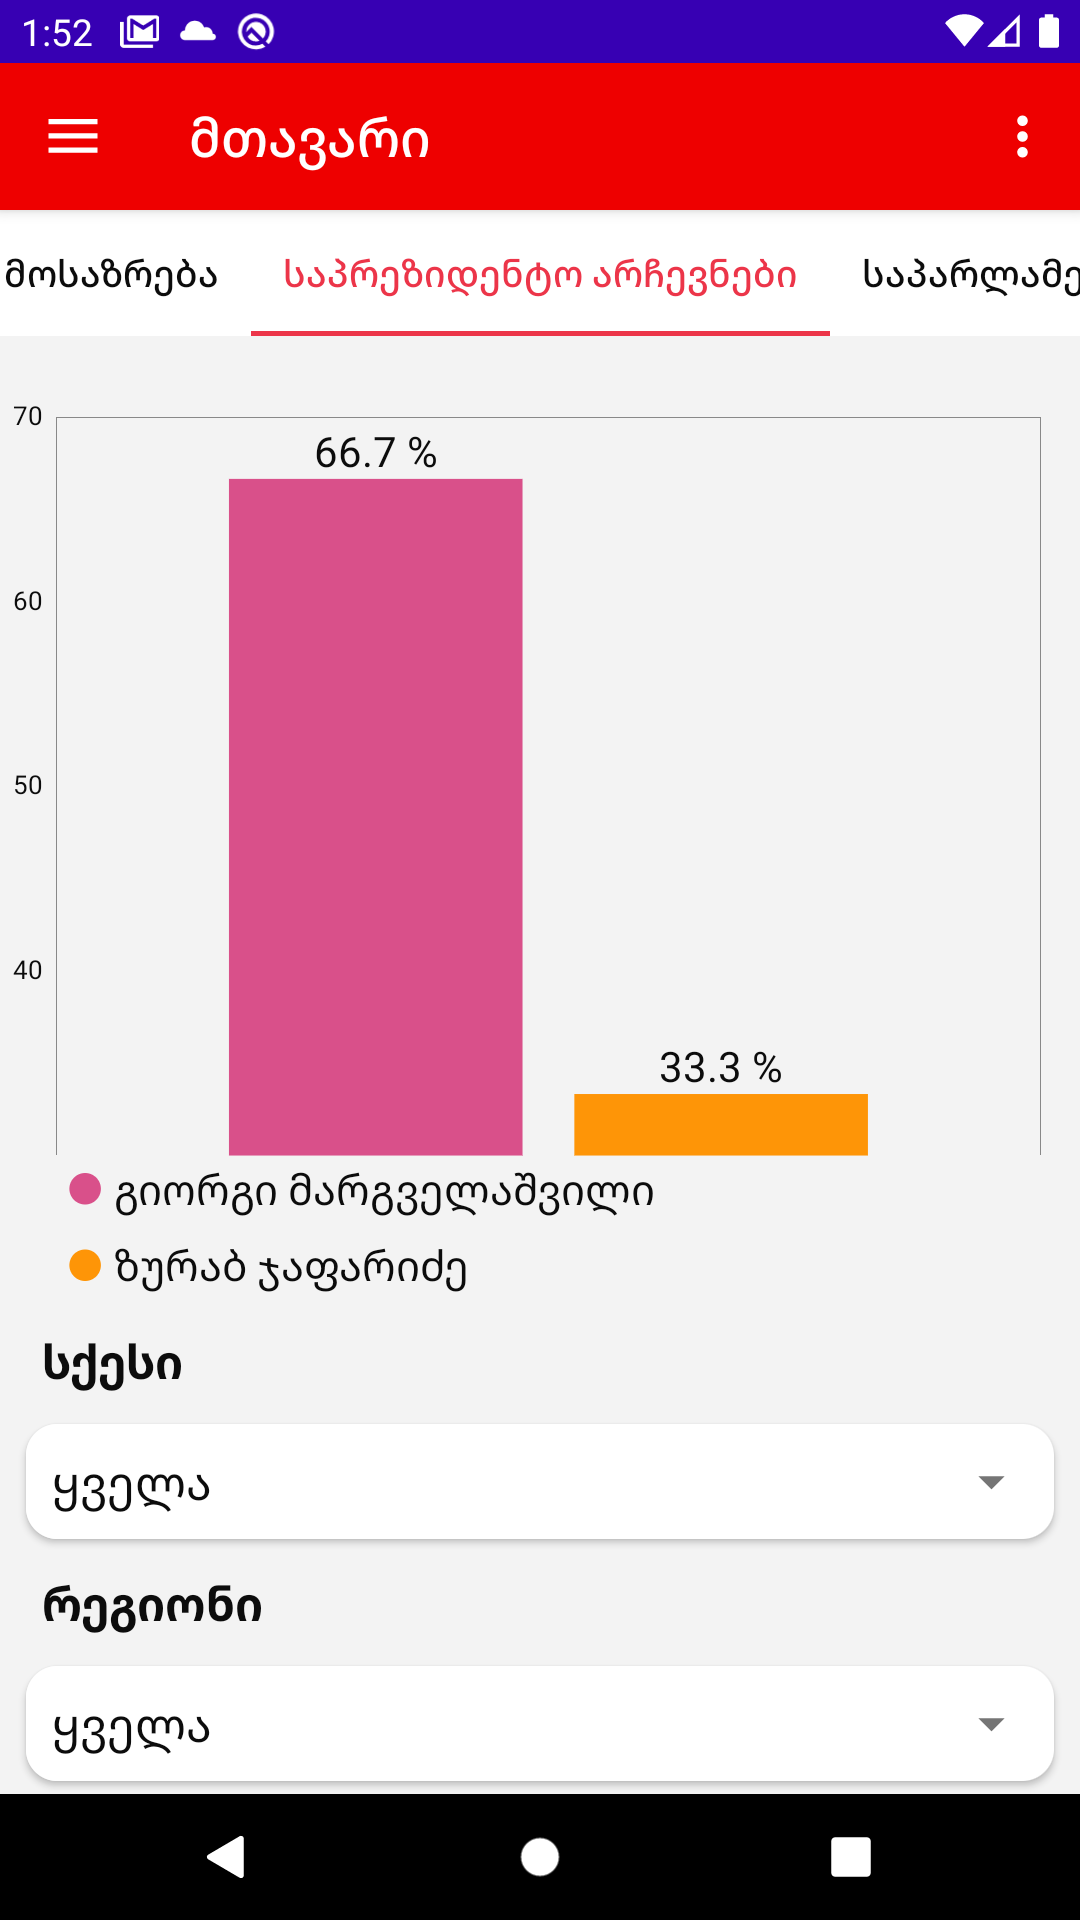 1:52
მთავარი
მოსაზრება საპრეზიდენტო არჩევნები საპარლამე
70
66.7 %
60
50
40
33.3 %
გიორგი მარგველაშვილი
ზურაბ ჯაფარიძე
სქესი
ყველა
რეგიონი
ყველა